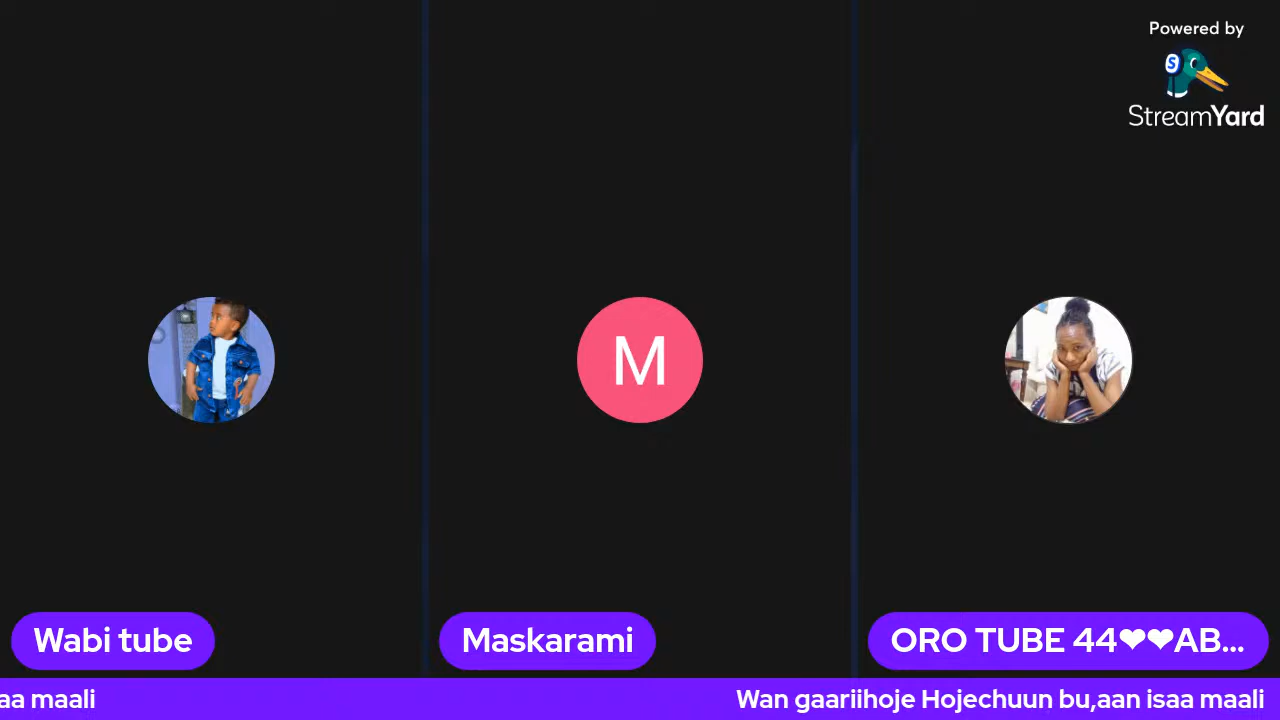 Powered by
StreamYard
M
Wabi tube
Maskarami
ORO TUBE 44❤❤AB...
aa maali
Wan gaariihoje Hojechuun bu,aan isaa maali